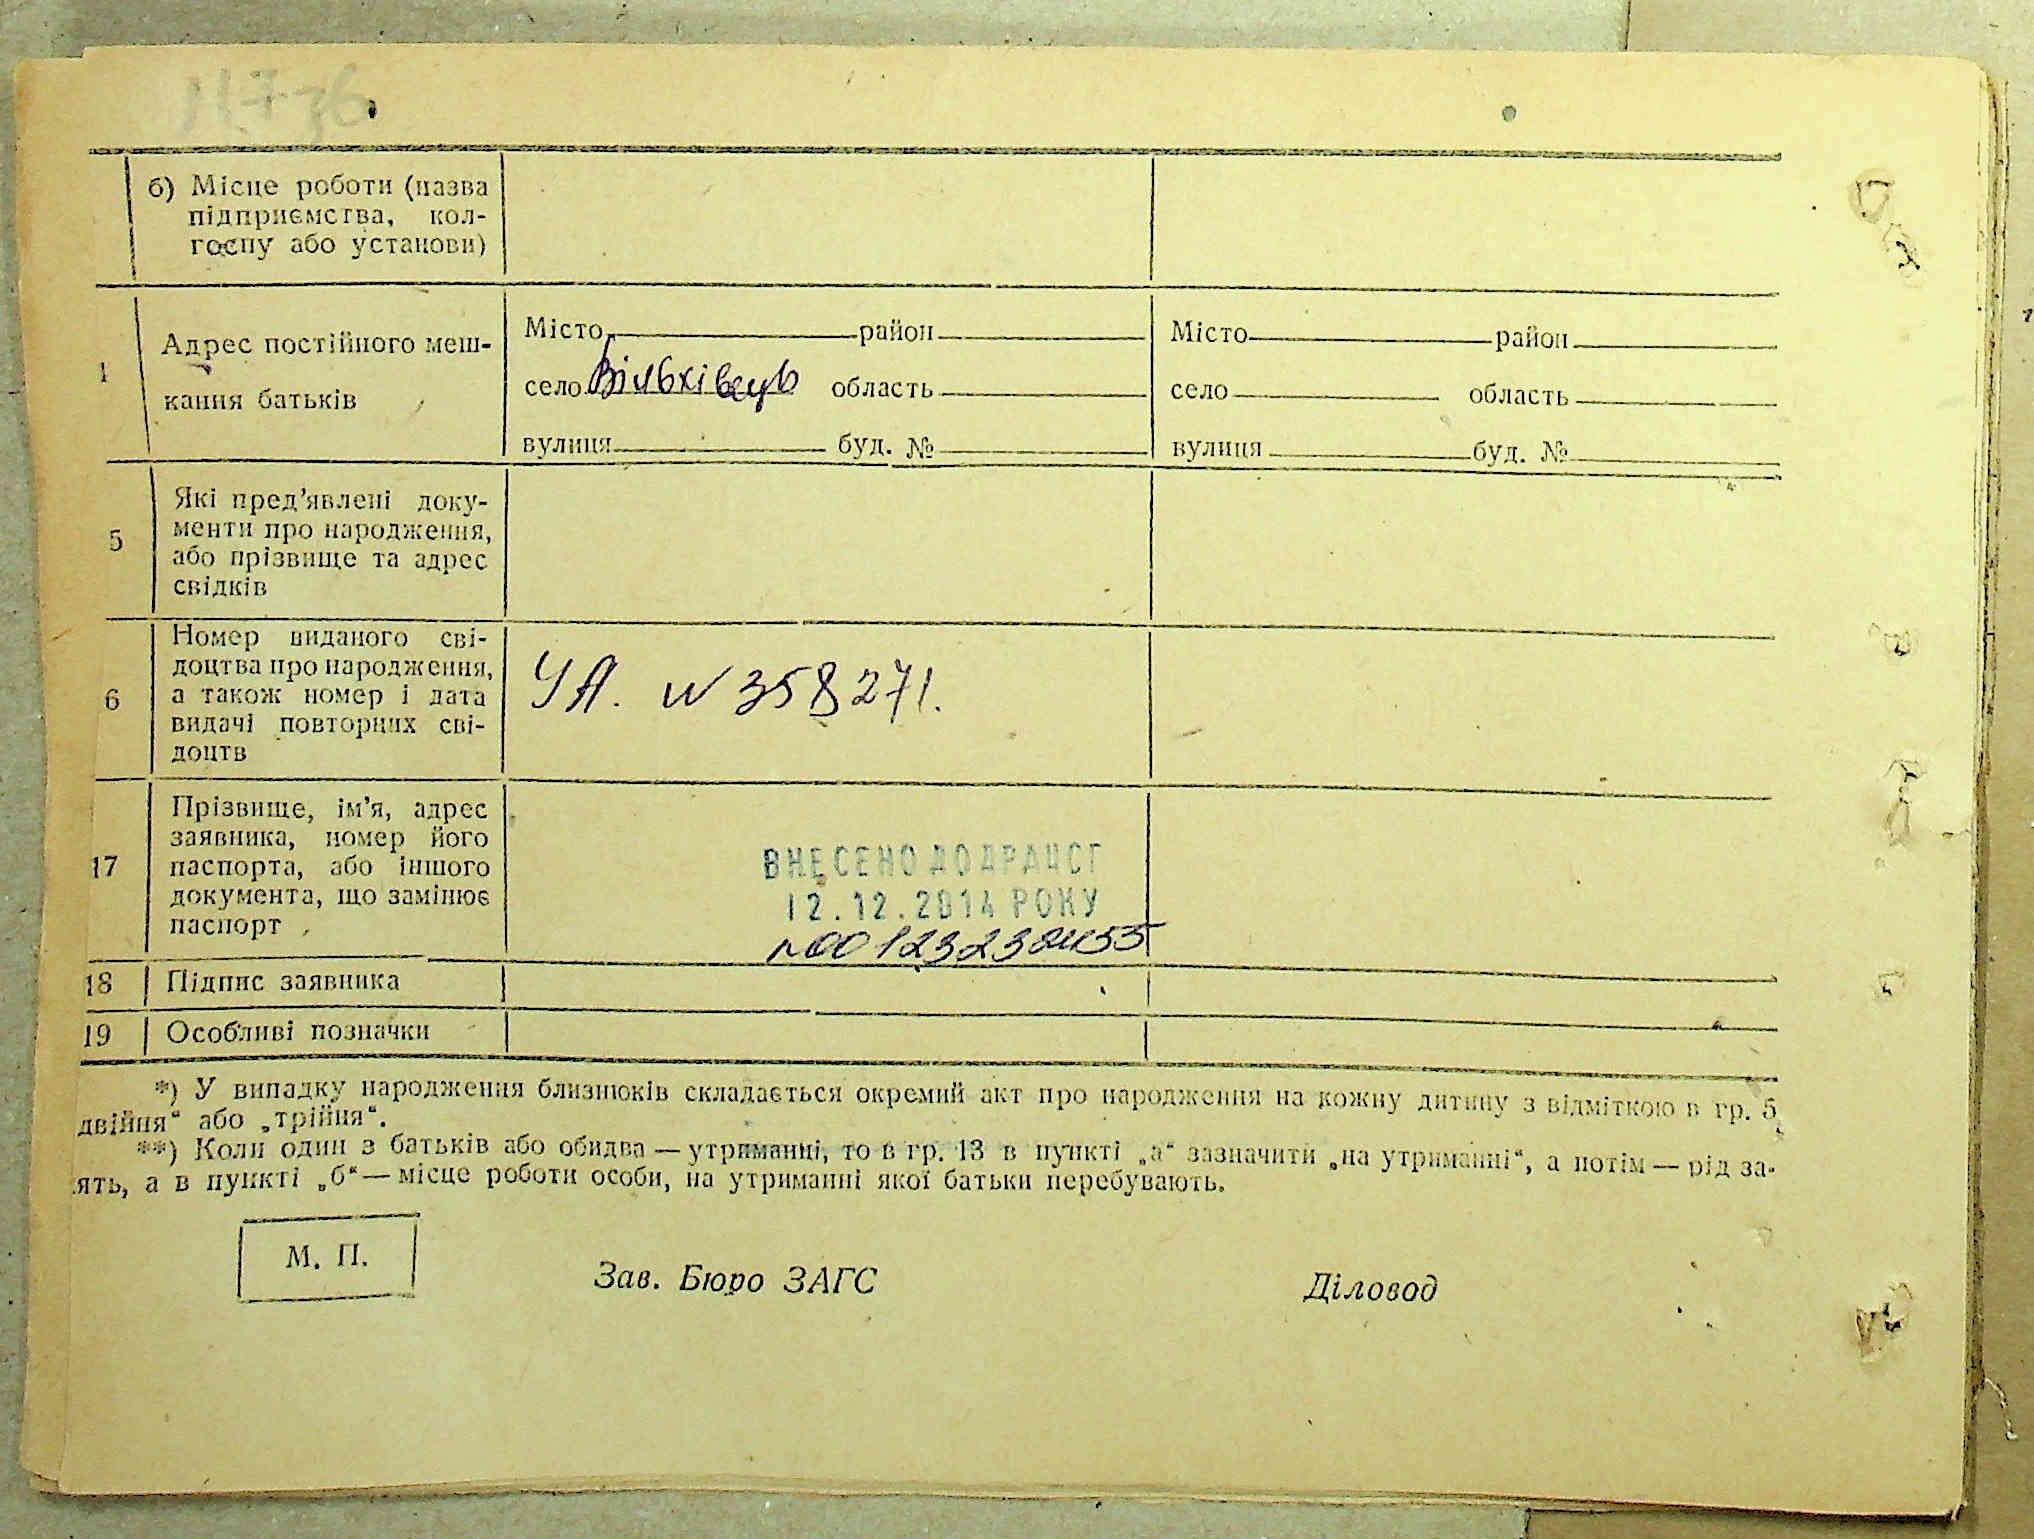 б) Місце роботи (назва
підприємства, кол-
госпу або установи)
1 Адрес постійного меш-
кання батьків
Місто район
село Вільхівець область
вулиця буд. №
Місто район
село область
вулиця буд. №
5 Які пред'явлені доку-
менти про народження,
або прізвище та адрес
свідків
6 Номер виданого сві-
доцтва про народження,
а також номер і дата
видачі повторних сві-
доцтв
УА. N 358271.
17 Прізвище, ім'я, адрес
заявника, номер його
паспорта, або іншого
документа, що замінює
паспорт
ВНЕСЕНО ДО ДРАЦСГ
12.12.2014 РОКУ
18 Підпис заявника
19 Особливі позначки
*) У випадку народження близнюків складається окремий акт про народження на кожну дитину з відміткою в гр. 5
двійня“ або „трійня“.
**) Коли один з батьків або обидва — утриманці, то в гр. 13 в пункті „а“ зазначити „на утриманні“, а потім — рід за-
ять, а в пункті „б“ — місце роботи особи, на утриманні якої батьки перебувають.
М. П.
Зав. Бюро ЗАГС
Діловод